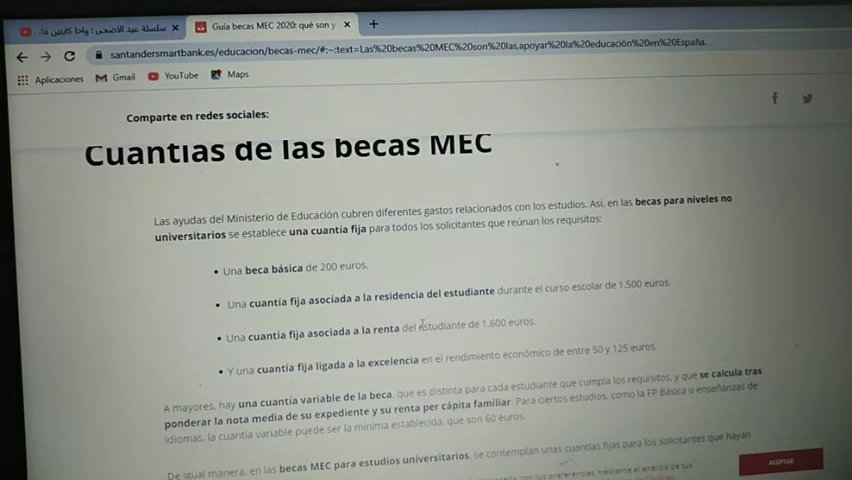 سلسلة عيد الاضحى : واحا
Guía becas MEC 2020: qué son y
santandersmartbank.es/educacion/becas-mec/#:~:text=Las%20becas%20MEC%20son%20las,apoyar%20la%20educación%20en%20España.
Aplicaciones Gmail YouTube Maps
Comparte en redes sociales:
Cuantías de las becas MEC
Las ayudas del Ministerio de Educación cubren diferentes gastos relacionados con los estudios. Así, en las becas para niveles no
universitarios se establece una cuantía fija para todos los solicitantes que reúnan los requisitos:
• Una beca básica de 200 euros.
• Una cuantía fija asociada a la residencia del estudiante durante el curso escolar de 1.500 euros.
• Una cuantía fija asociada a la renta del estudiante de 1.600 euros.
• Y una cuantía fija ligada a la excelencia en el rendimiento económico de entre 50 y 125 euros.
A mayores, hay una cuantía variable de la beca, que es distinta para cada estudiante que cumpla los requisitos, y que se calcula tras
ponderar la nota media de su expediente y su renta per cápita familiar. Para ciertos estudios, como la FP Básica o enseñanzas de
idiomas, la cuantía variable puede ser la mínima establecida, que son 60 euros.
De igual manera, en las becas MEC para estudios universitarios, se contemplan unas cuantías fijas para los solicitantes que hayan
con sus preferencias mediante el análisis de sus
ACEPTAR